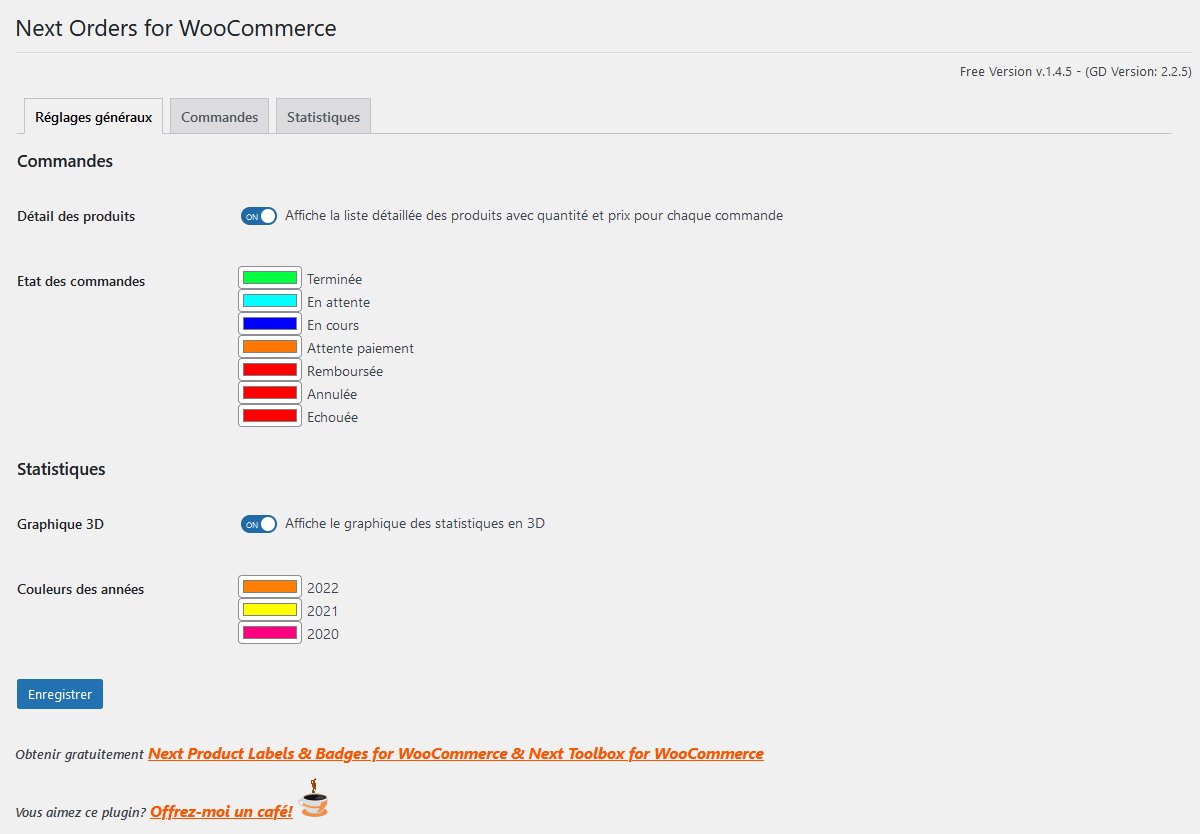 Next Orders for WooCommerce
Free Version v.1.4.5 - (GD Version: 2.2.5)
Réglages généraux Commandes Statistiques
Commandes
Détail des produits ON Affiche la liste détaillée des produits avec quantité et prix pour chaque commande
Etat des commandes Terminée
En attente
En cours
Attente paiement
Remboursée
Annulée
Echouée
Statistiques
Graphique 3D ON Affiche le graphique des statistiques en 3D
Couleurs des années 2022
2021
2020
Enregistrer
Obtenir gratuitement Next Product Labels & Badges for WooCommerce & Next Toolbox for WooCommerce
Vous aimez ce plugin? Offrez-moi un café!